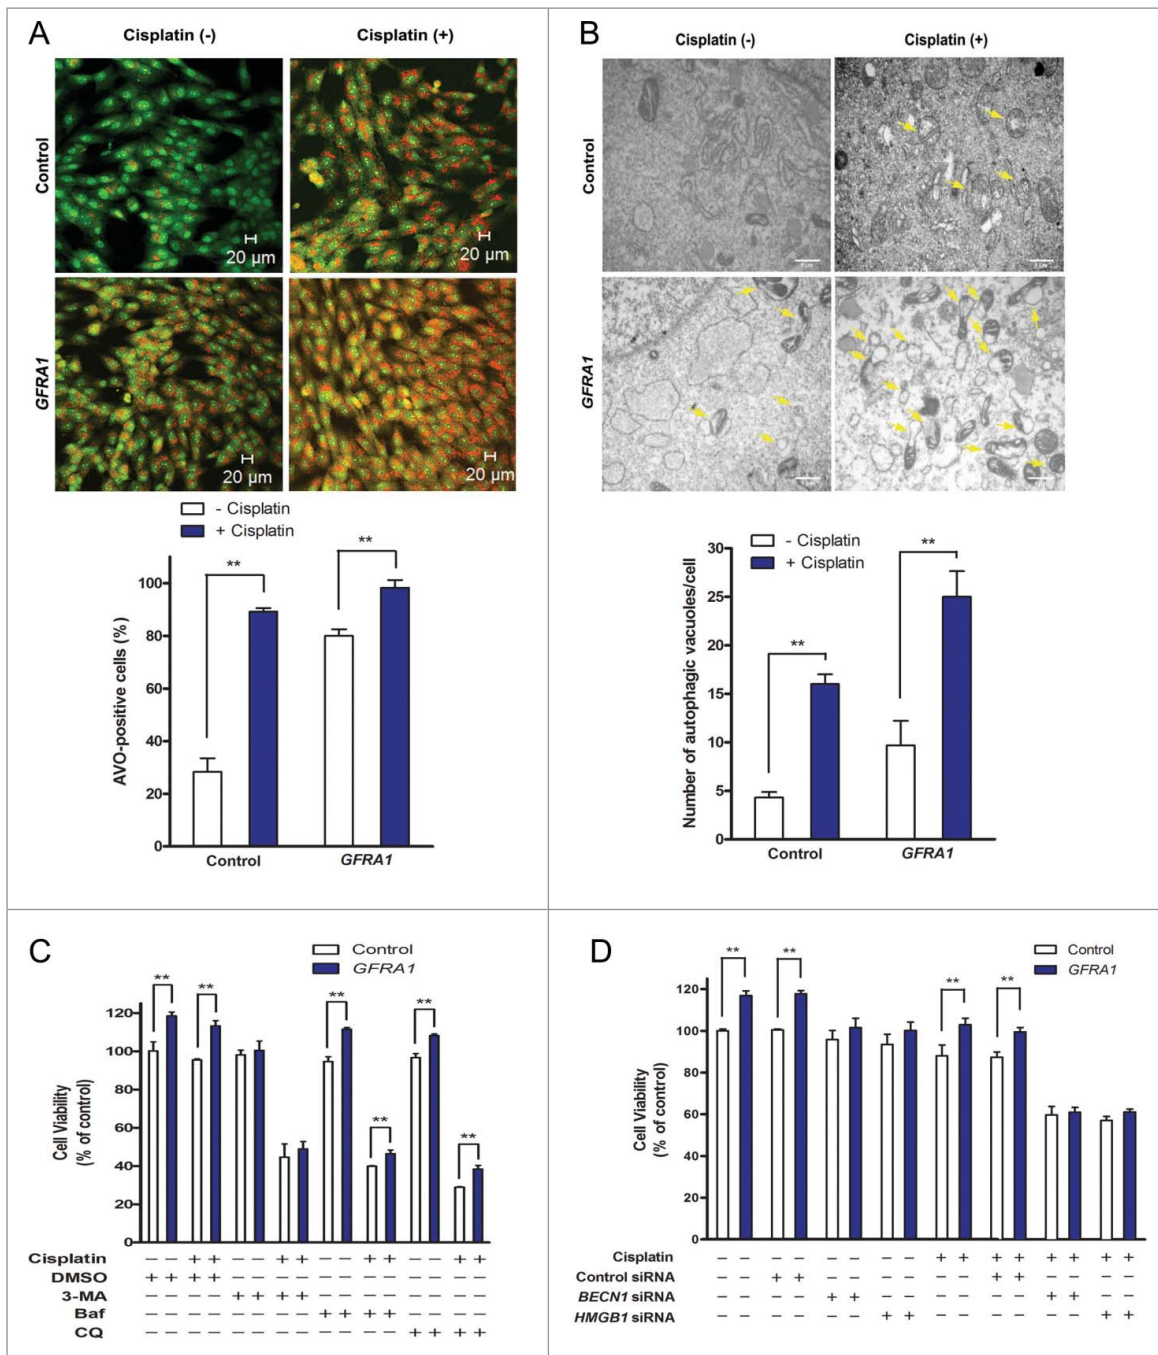 A
Cisplatin (-)
Cisplatin (+)
Control
20 µm
20 µm
GFRA1
20 µm
20 µm
- Cisplatin
+ Cisplatin
**
**
AVO-positive cells (%)
100
80
60
40
20
0
Control
GFRA1
B
Cisplatin (-)
Cisplatin (+)
Control
GFRA1
- Cisplatin
+ Cisplatin
**
**
Number of autophagic vacuoles/cell
30
25
20
15
10
5
0
Control
GFRA1
C
Control
GFRA1
** ** ** ** ** **
Cell Viability
(% of control)
120
100
80
60
40
20
0
Cisplatin − − + + − − + + − − + + − − + +
DMSO + + + + − − − − − − − − − − − −
3-MA − − − − + + + + − − − − − − − −
Baf − − − − − − − − + + + + − − − −
CQ − − − − − − − − − − − − + + + +
D
Control
GFRA1
** ** ** **
Cell Viability
(% of control)
120
100
80
60
40
20
0
Cisplatin − − − − − − − − + + + + + + + +
Control siRNA − − + + − − − − − − + + − − − −
BECN1 siRNA − − − − + + − − − − − − + + − −
HMGB1 siRNA − − − − − − + + − − − − − − + +